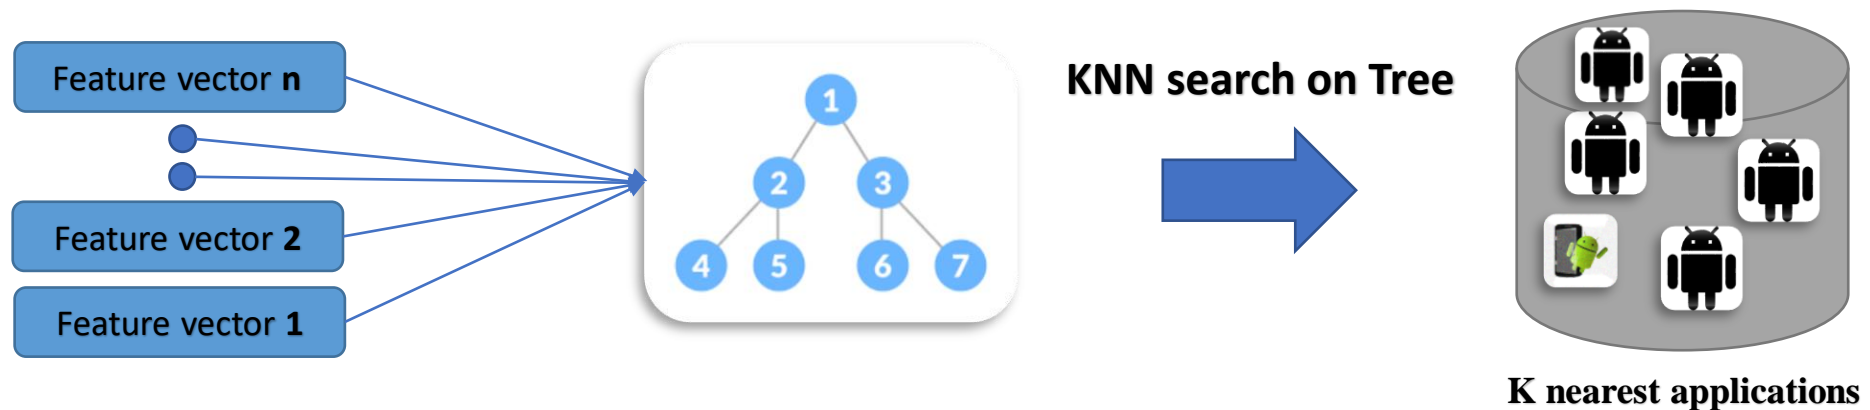 Feature vector n
Feature vector 2
Feature vector 1
1
2 3
4 5 6 7
KNN search on Tree
K nearest applications